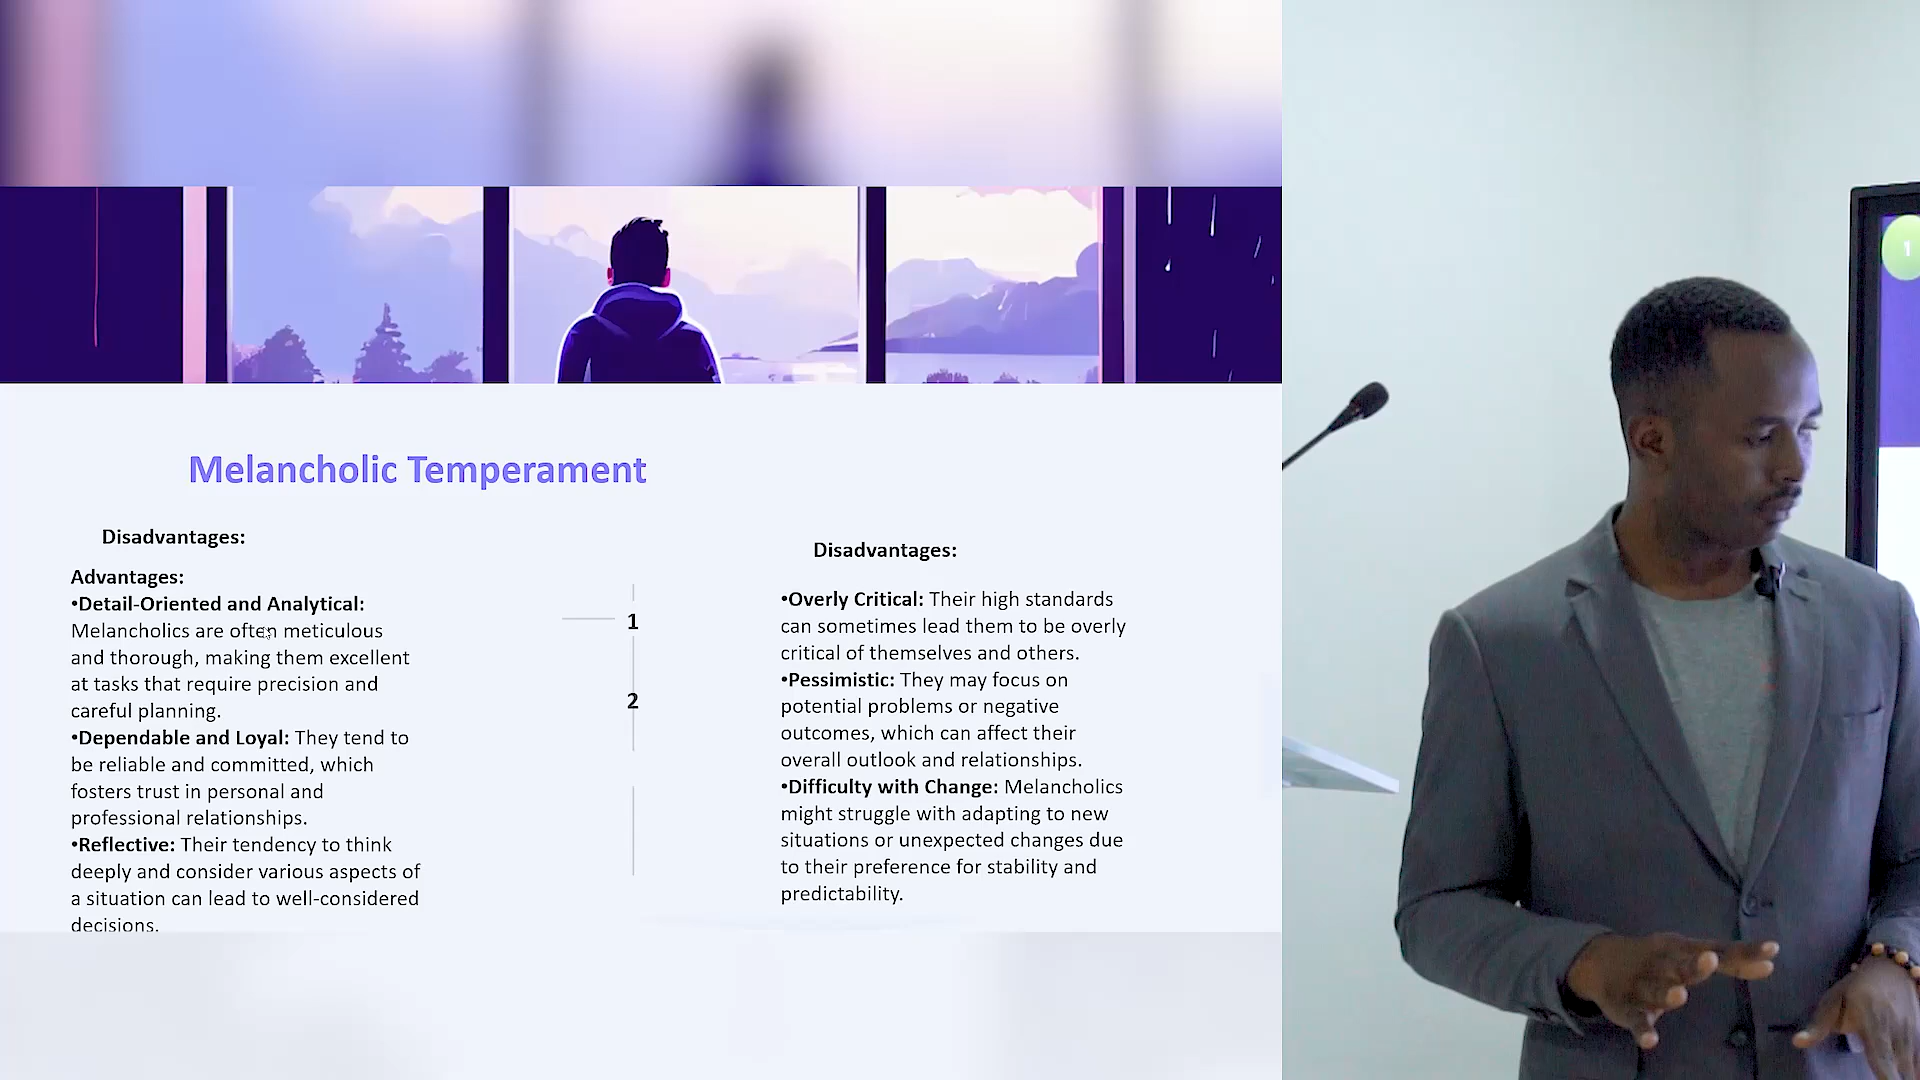 Melancholic Temperament
Disadvantages:
Advantages:
•Detail-Oriented and Analytical:
Melancholics are often meticulous
and thorough, making them excellent
at tasks that require precision and
careful planning.
•Dependable and Loyal: They tend to
be reliable and committed, which
fosters trust in personal and
professional relationships.
•Reflective: Their tendency to think
deeply and consider various aspects of
a situation can lead to well-considered
decisions.
1
2
Disadvantages:
•Overly Critical: Their high standards
can sometimes lead them to be overly
critical of themselves and others.
•Pessimistic: They may focus on
potential problems or negative
outcomes, which can affect their
overall outlook and relationships.
•Difficulty with Change: Melancholics
might struggle with adapting to new
situations or unexpected changes due
to their preference for stability and
predictability.
1